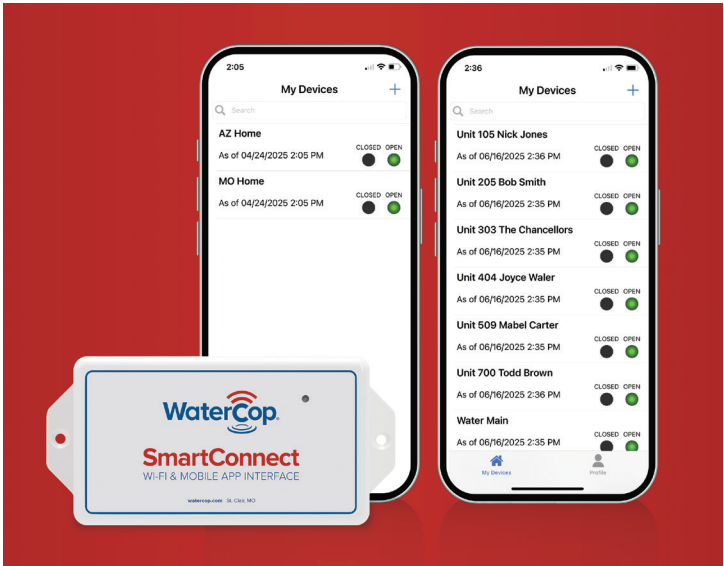 2:05
My Devices
+
Search
AZ Home
CLOSED OPEN
As of 04/24/2025 2:05 PM
MO Home
CLOSED OPEN
As of 04/24/2025 2:05 PM
2:36
My Devices
+
Search
Unit 105 Nick Jones
CLOSED OPEN
As of 06/16/2025 2:36 PM
Unit 205 Bob Smith
CLOSED OPEN
As of 06/16/2025 2:35 PM
Unit 303 The Chancellors
CLOSED OPEN
As of 06/16/2025 2:35 PM
Unit 404 Joyce Waler
CLOSED OPEN
As of 06/16/2025 2:35 PM
Unit 509 Mabel Carter
CLOSED OPEN
As of 06/16/2025 2:35 PM
Unit 700 Todd Brown
CLOSED OPEN
As of 06/16/2025 2:36 PM
Water Main
CLOSED OPEN
As of 06/16/2025 2:35 PM
My Devices
Profile
WaterCop
SmartConnect
WI-FI & MOBILE APP INTERFACE
watercop.com St. Clair, MO